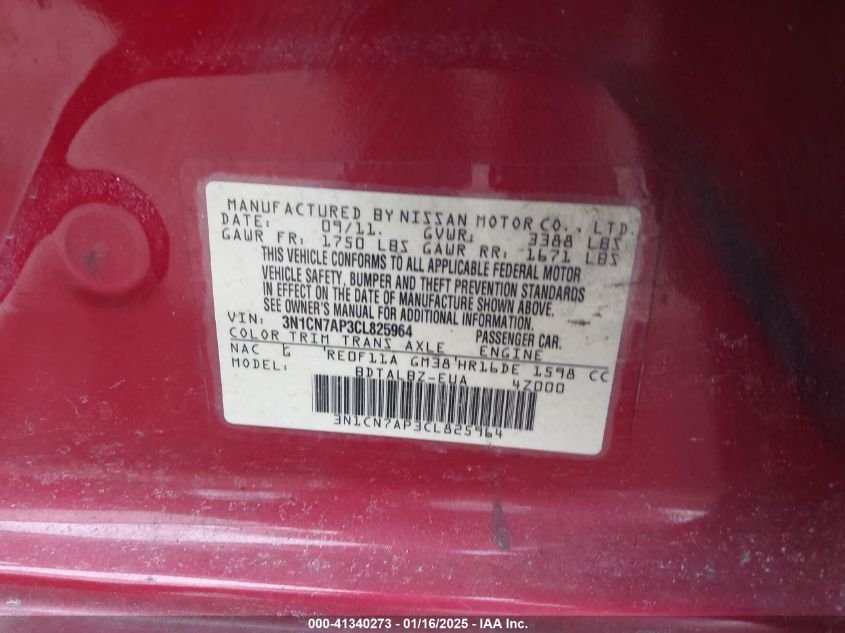 MANUFACTURED BY NISSAN MOTOR CO., LTD.
DATE: 09/11. GVWR: 3388 LBS
GAWR FR: 1750 LBS GAWR RR: 1671 LBS
THIS VEHICLE CONFORMS TO ALL APPLICABLE FEDERAL MOTOR
VEHICLE SAFETY, BUMPER AND THEFT PREVENTION STANDARDS
IN EFFECT ON THE DATE OF MANUFACTURE SHOWN ABOVE.
SEE OWNER'S MANUAL FOR ADDITIONAL INFORMATION.
VIN: 3N1CN7AP3CL825964 PASSENGER CAR.
COLOR TRIM TRANS AXLE ENGINE
NAC G 'RE0F11A GM38'HR16DE 1598 CC
MODEL: BDTALBZ-EUA 4Z000
3N1CN7AP3CL825964
000-41340273 - 01/16/2025 - IAA Inc.